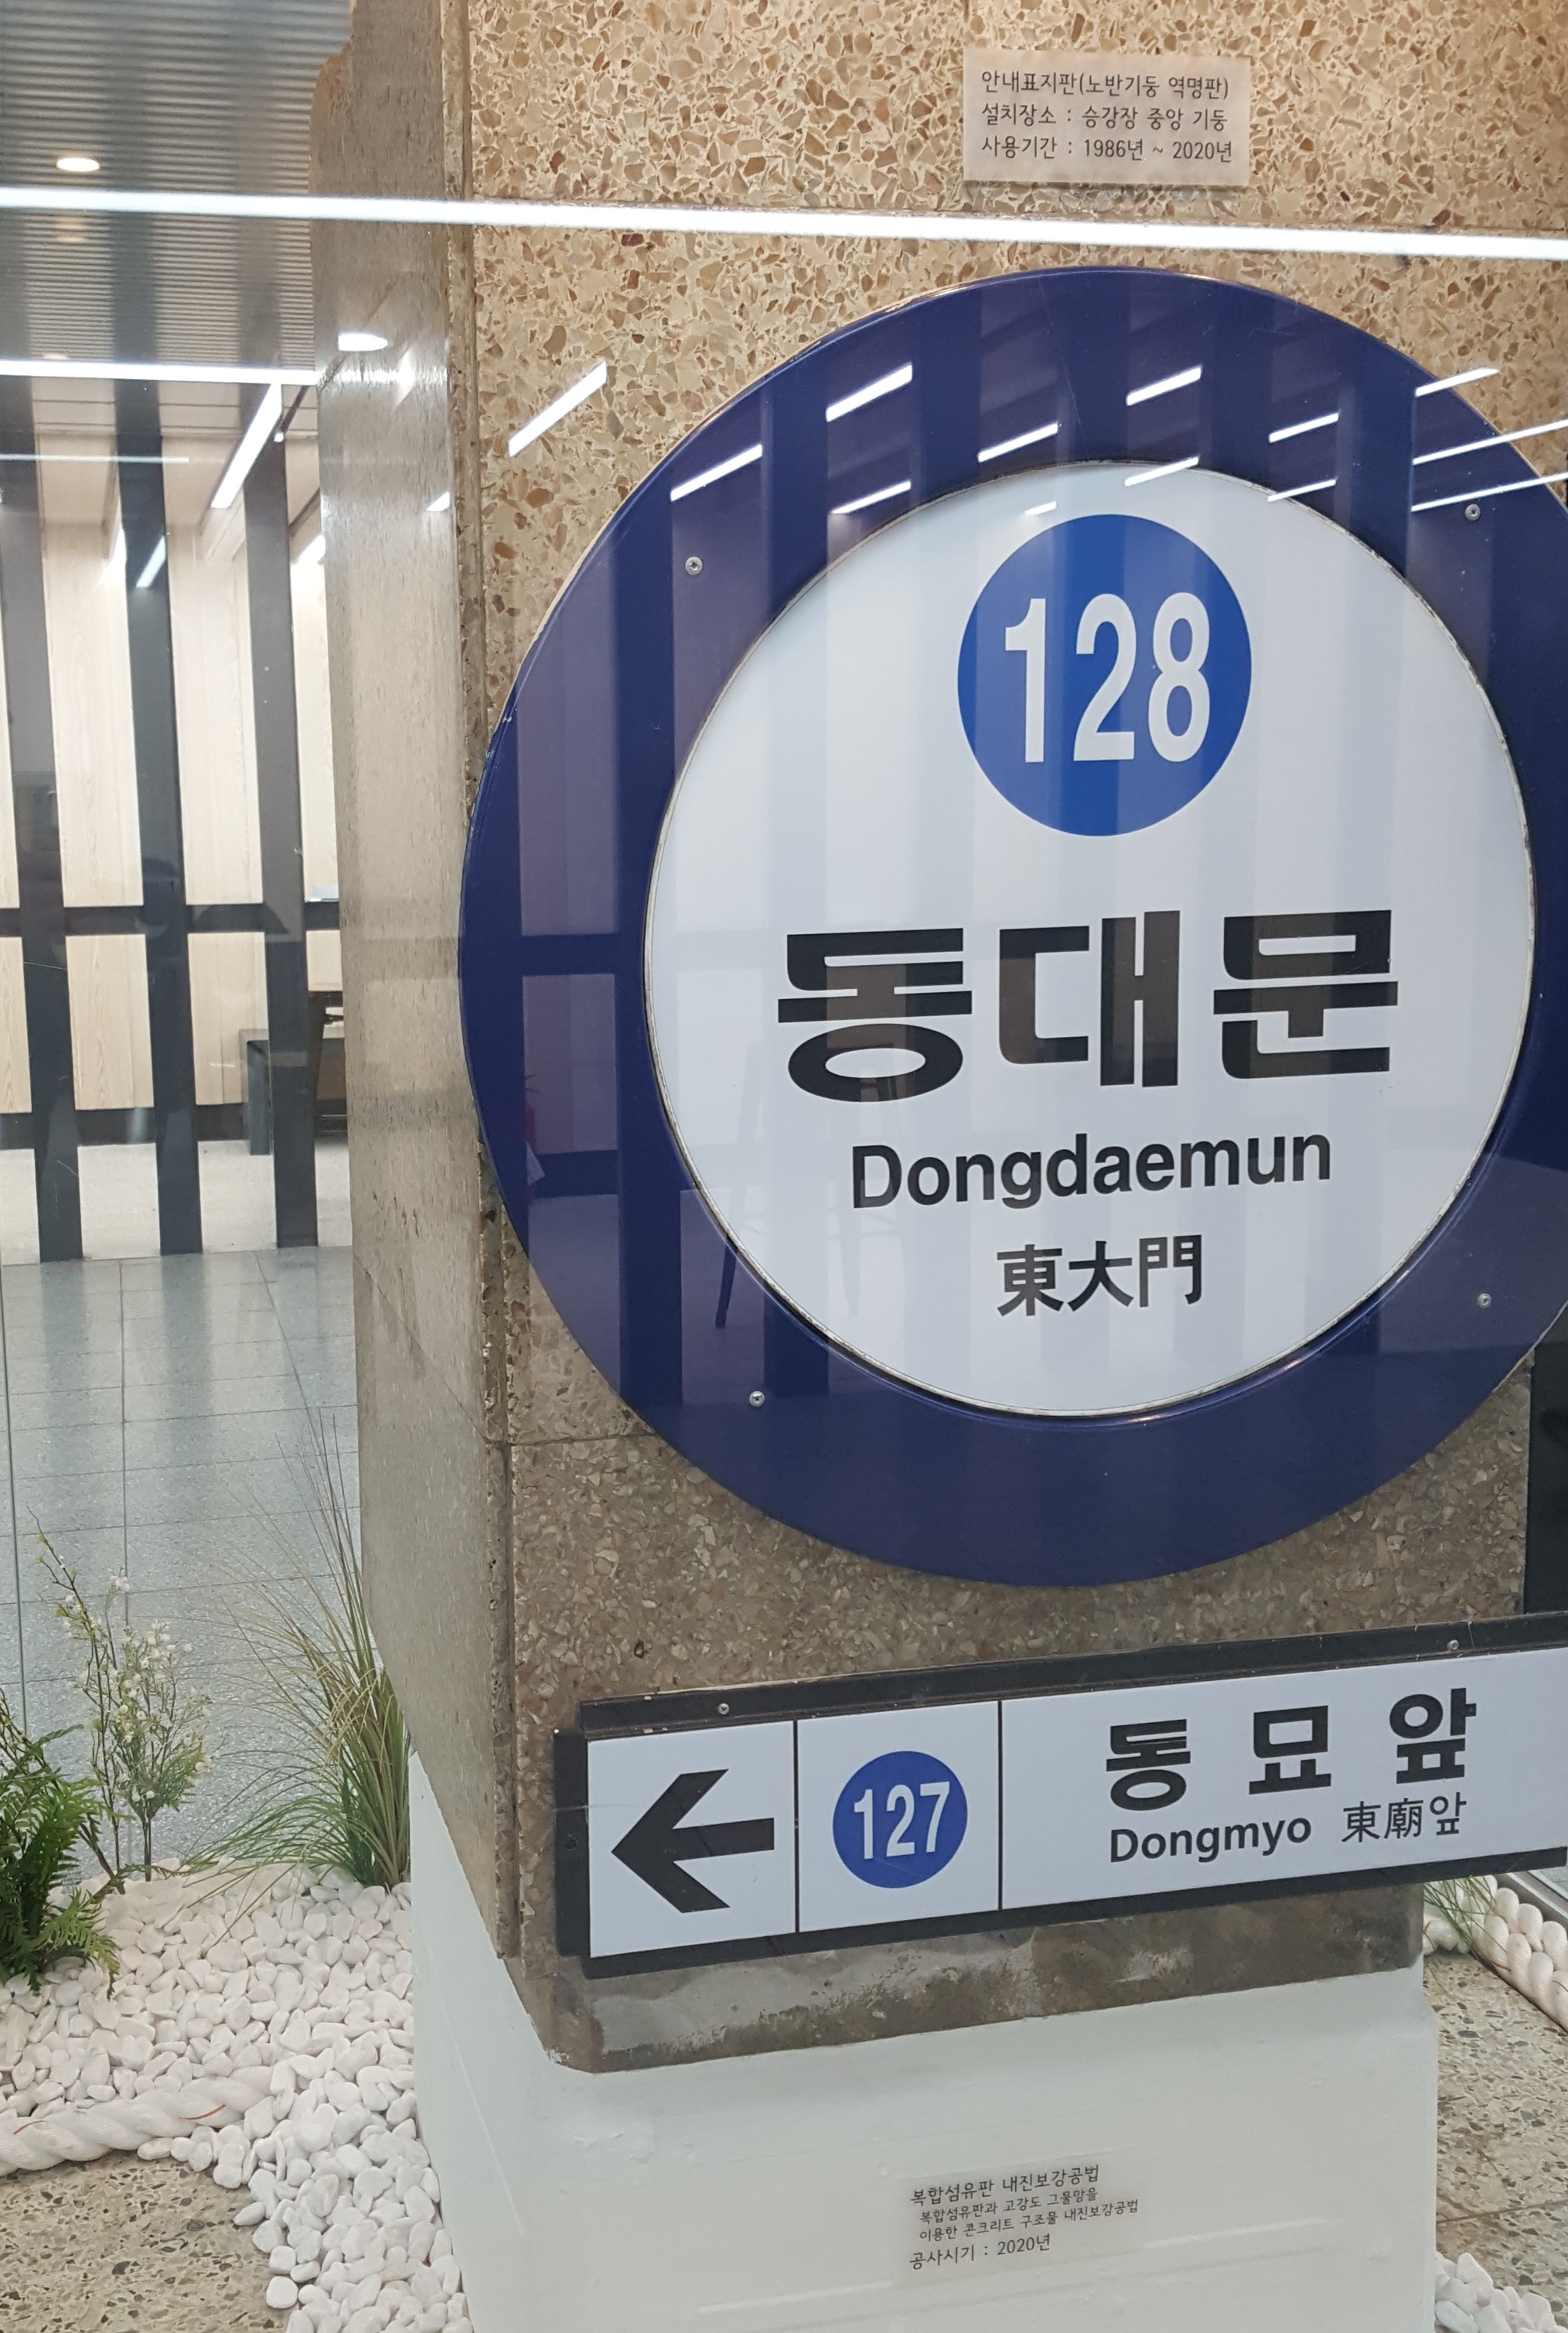 안내표지판(노반기둥 역명판)
설치장소 : 승강장 중앙 기둥
사용기간 : 1986년 ~ 2020년
128
동대문
Dongdaemun
東大門
127
동묘앞
Dongmyo 東廟앞
복합섬유판 내진보강공법
복합섬유판과 고강도 그물망을
이용한 콘크리트 구조물 내진보강공법
공사시기 : 2020년